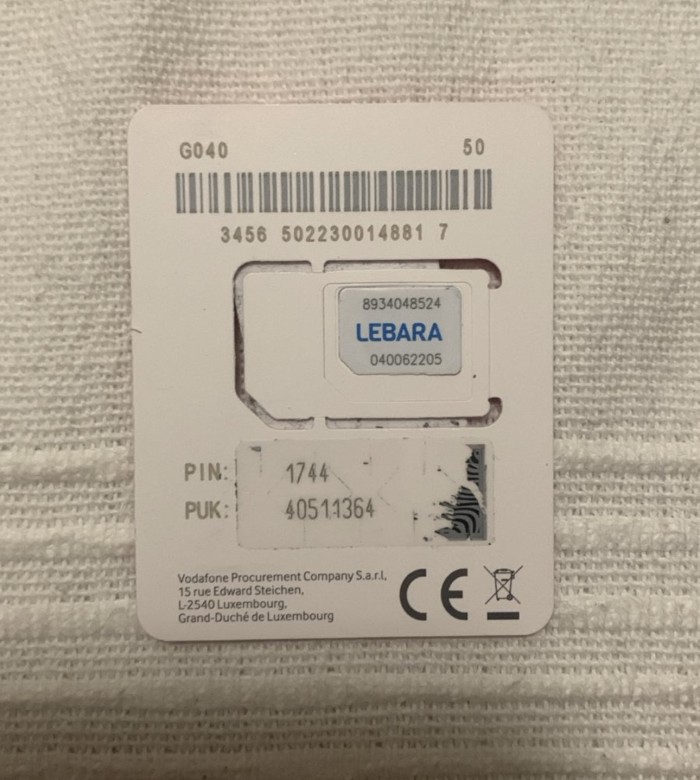 G040 50
3456 502230014881 7
8934048524
LEBARA
040062205
PIN: 1744
PUK: 40511364
Vodafone Procurement Company S.a.r.l,
15 rue Edward Steichen,
L-2540 Luxembourg,
Grand-Duché de Luxembourg
CE